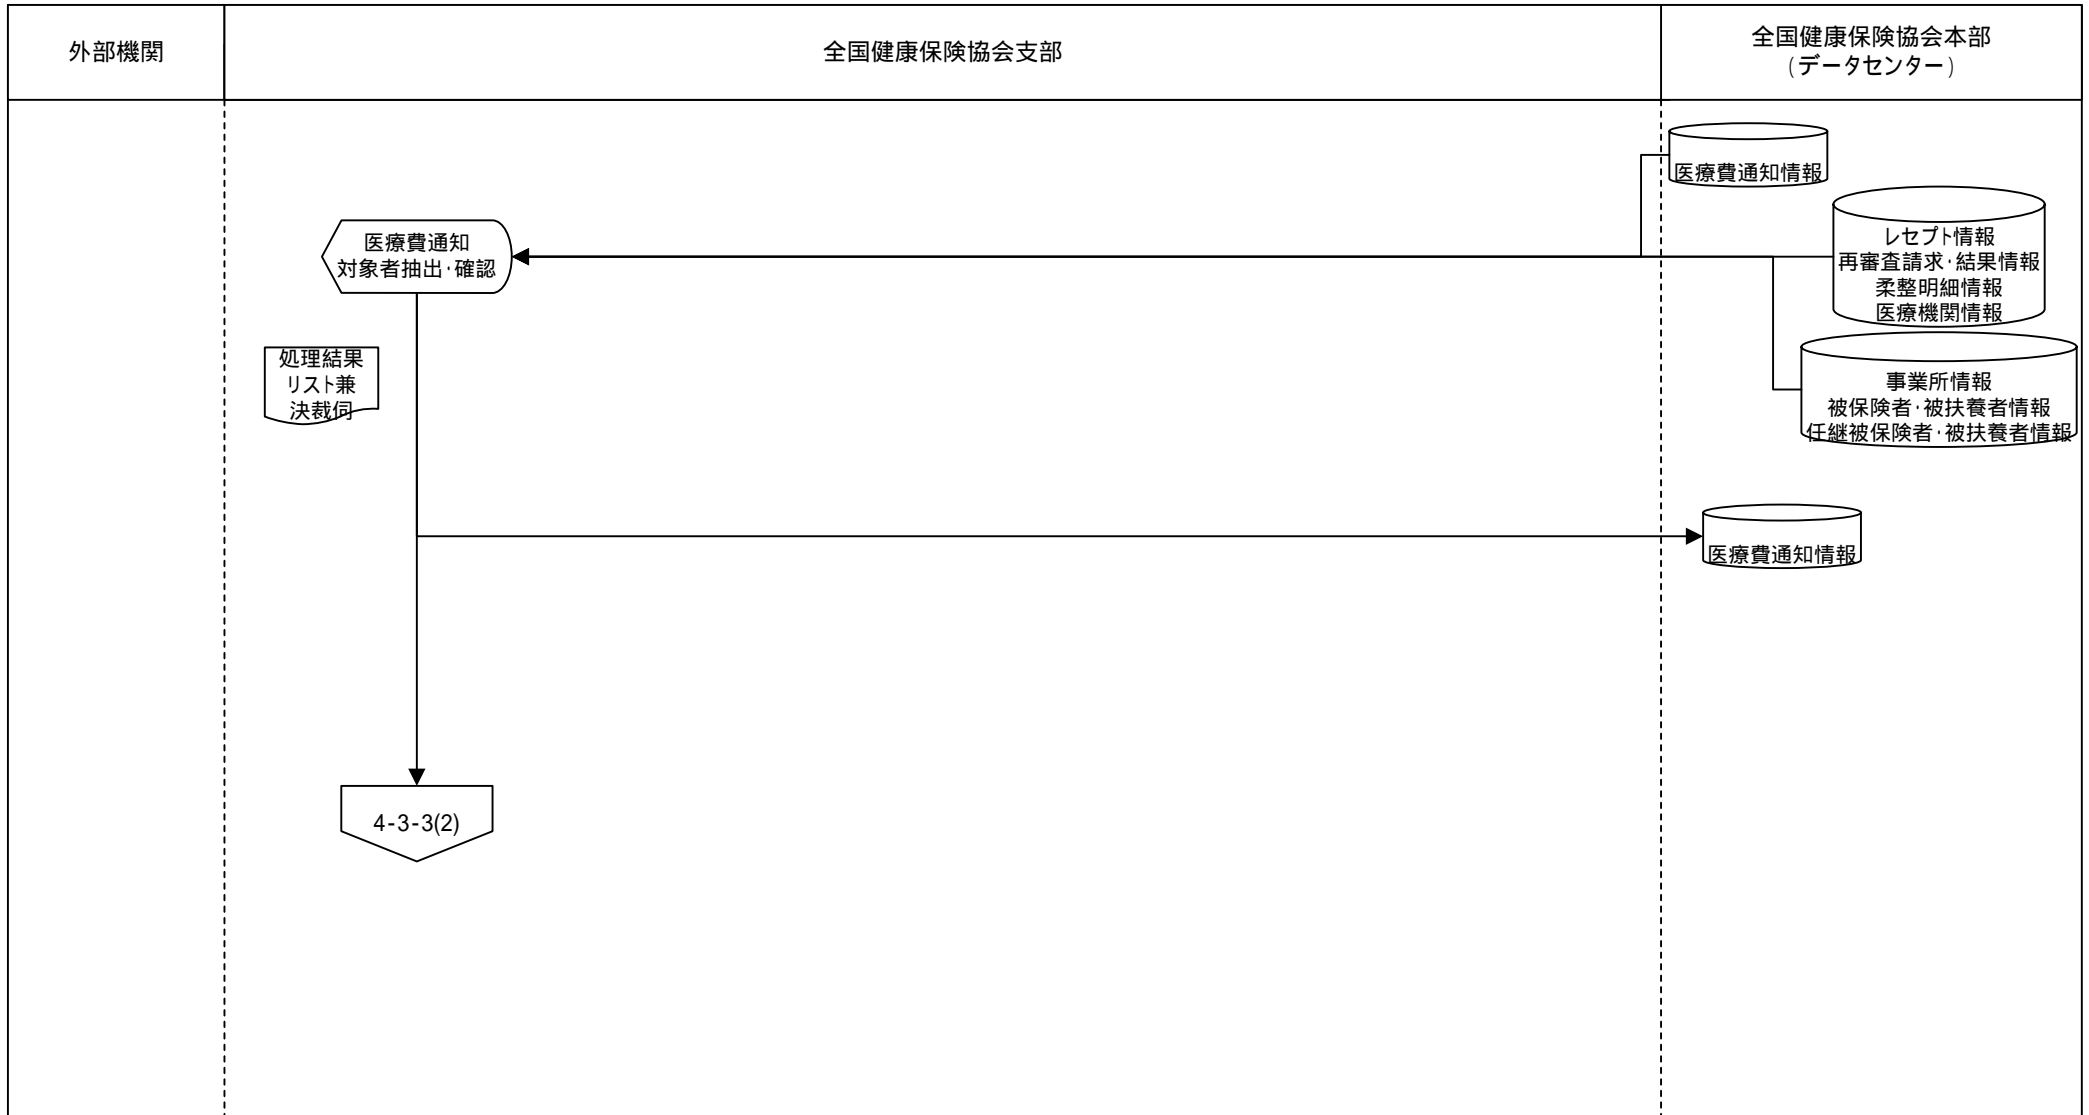 外部機関
全国健康保険協会支部
全国健康保険協会本部
(データセンター)
医療費通知情報
医療費通知
対象者抽出・確認
レセプト情報
再審査請求・結果情報
柔整明細情報
医療機関情報
処理結果
リスト兼
決裁伺
事業所情報
被保険者・被扶養者情報
任継被保険者・被扶養者情報
医療費通知情報
4-3-3(2)